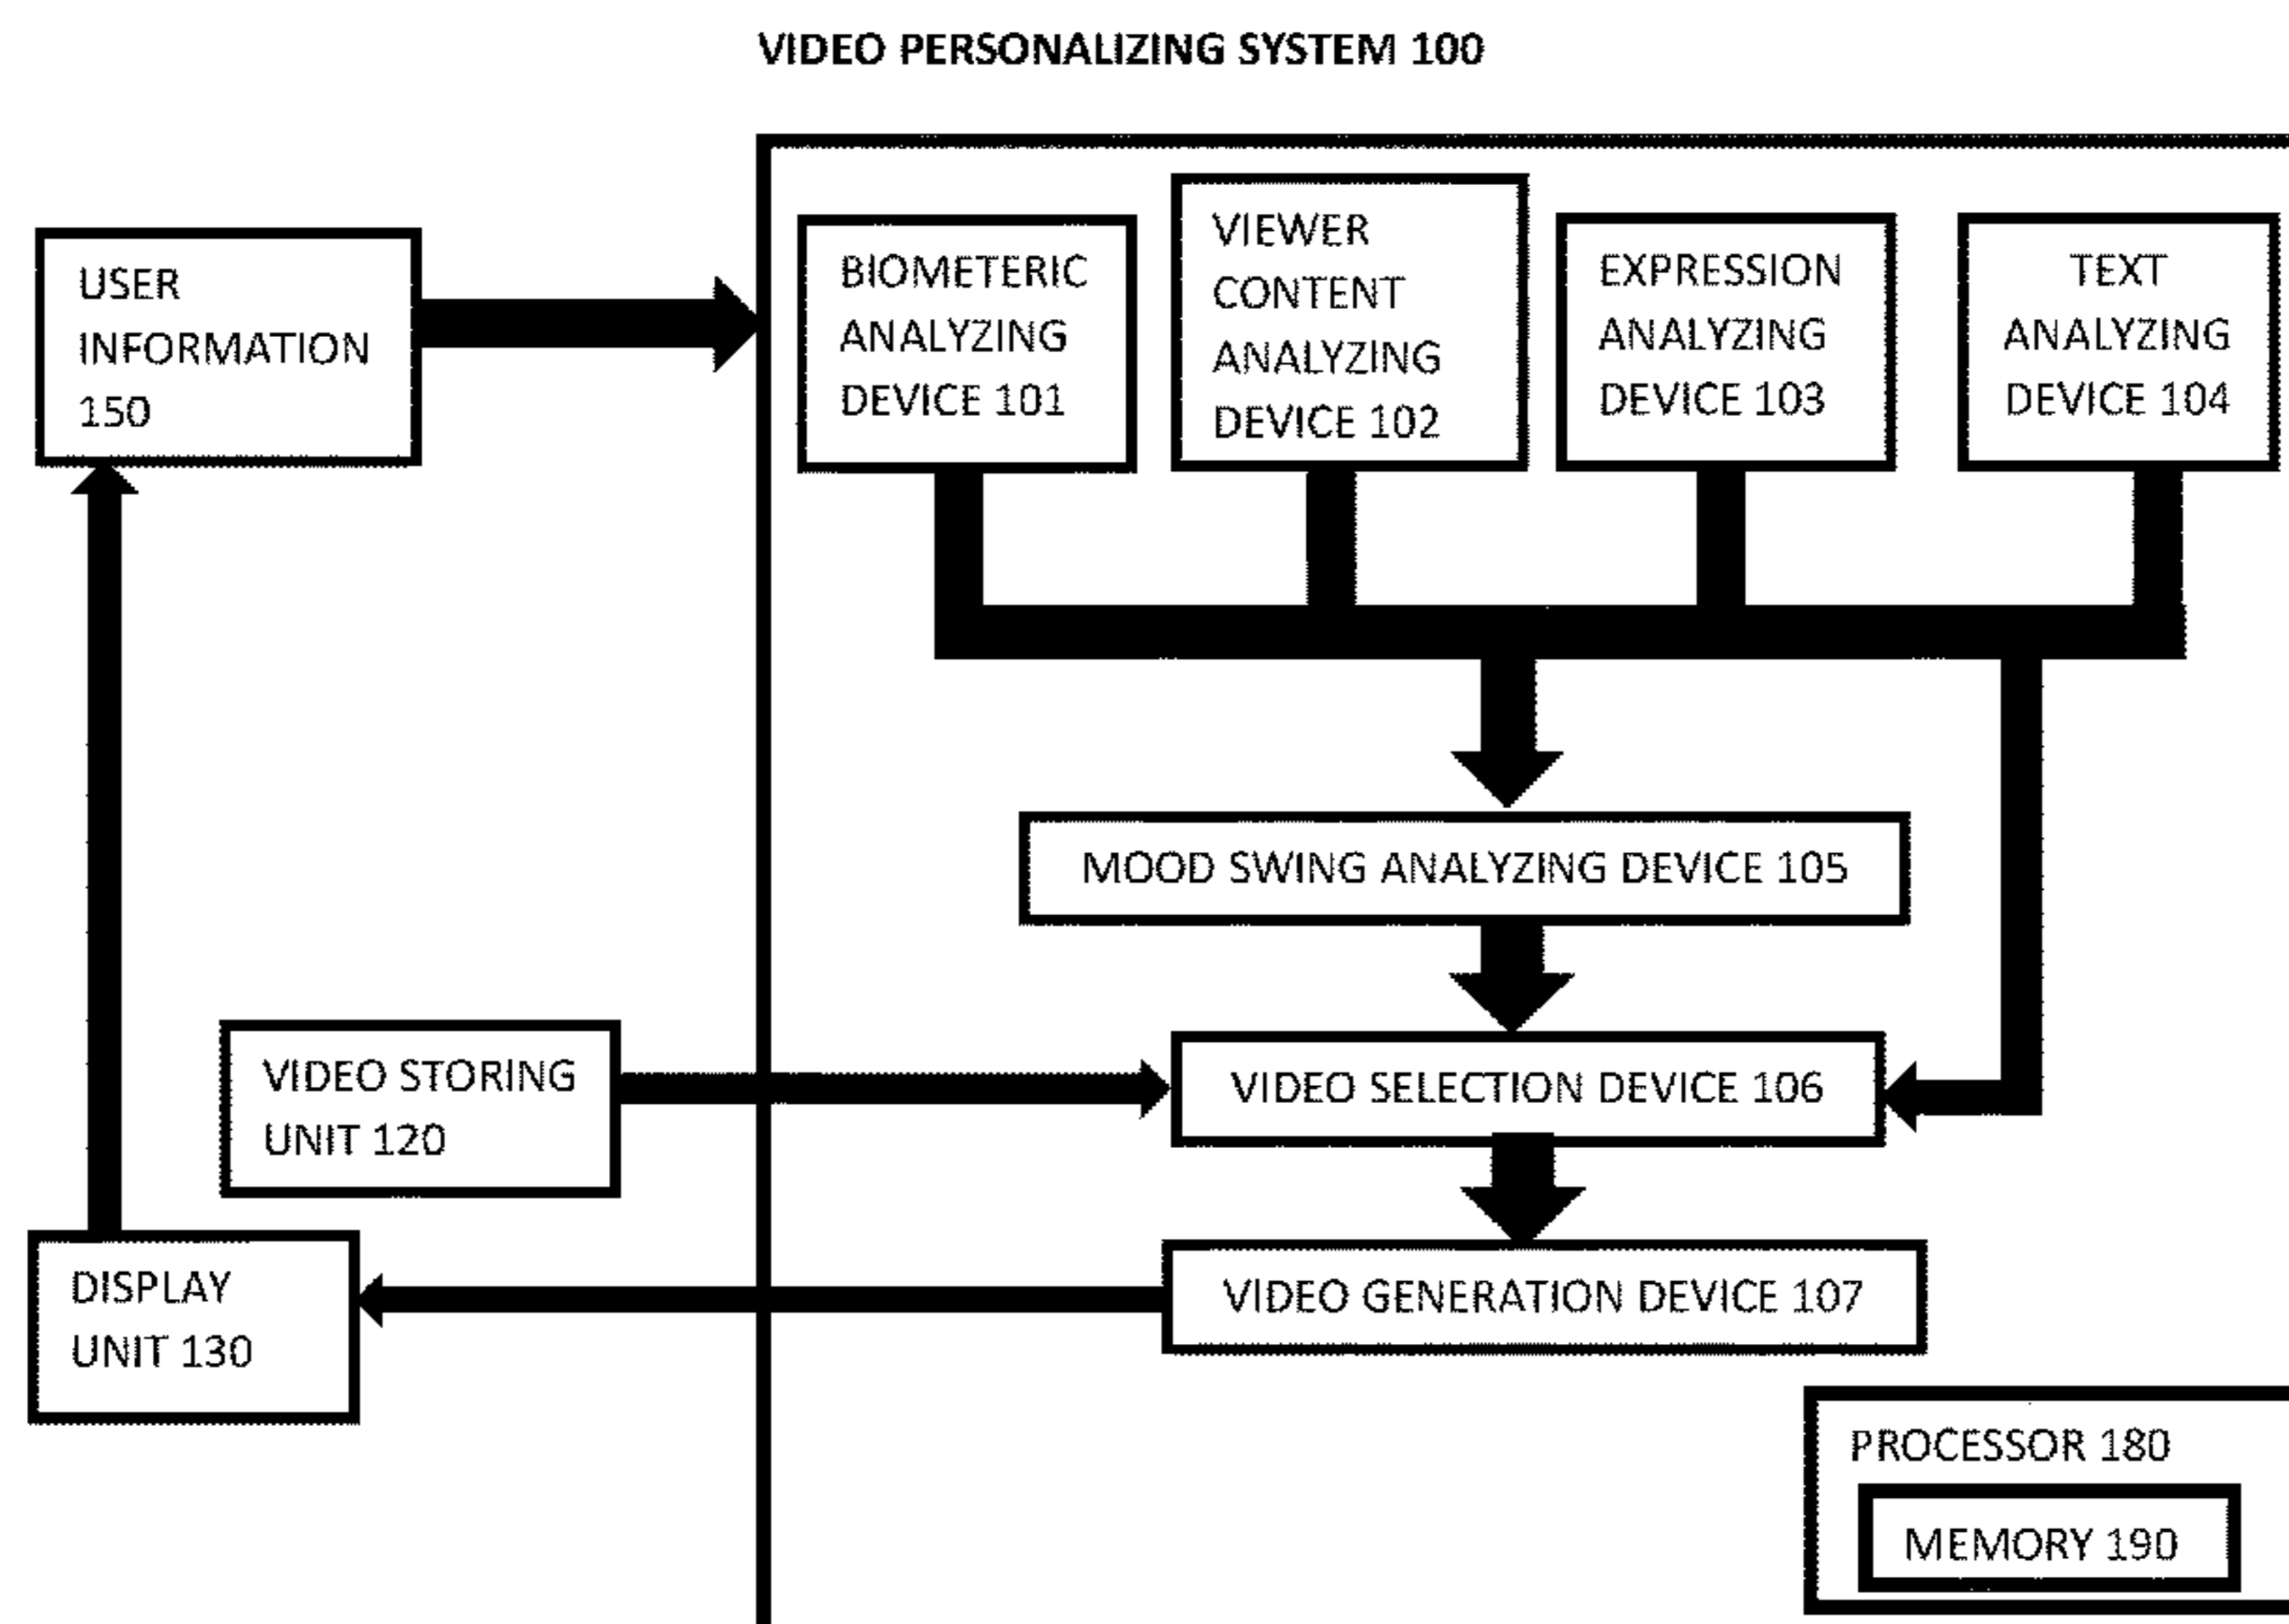 VIDEO PERSONALIZING SYSTEM 100
USER
INFORMATION
150
BIOMETERIC
ANALYZING
DEVICE 101
VIEWER
CONTENT
ANALYZING
DEVICE 102
EXPRESSION
ANALYZING
DEVICE 103
TEXT
ANALYZING
DEVICE 104
MOOD SWING ANALYZING DEVICE 105
VIDEO STORING
UNIT 120
VIDEO SELECTION DEVICE 106
DISPLAY
UNIT 130
VIDEO GENERATION DEVICE 107
PROCESSOR 180
MEMORY 190